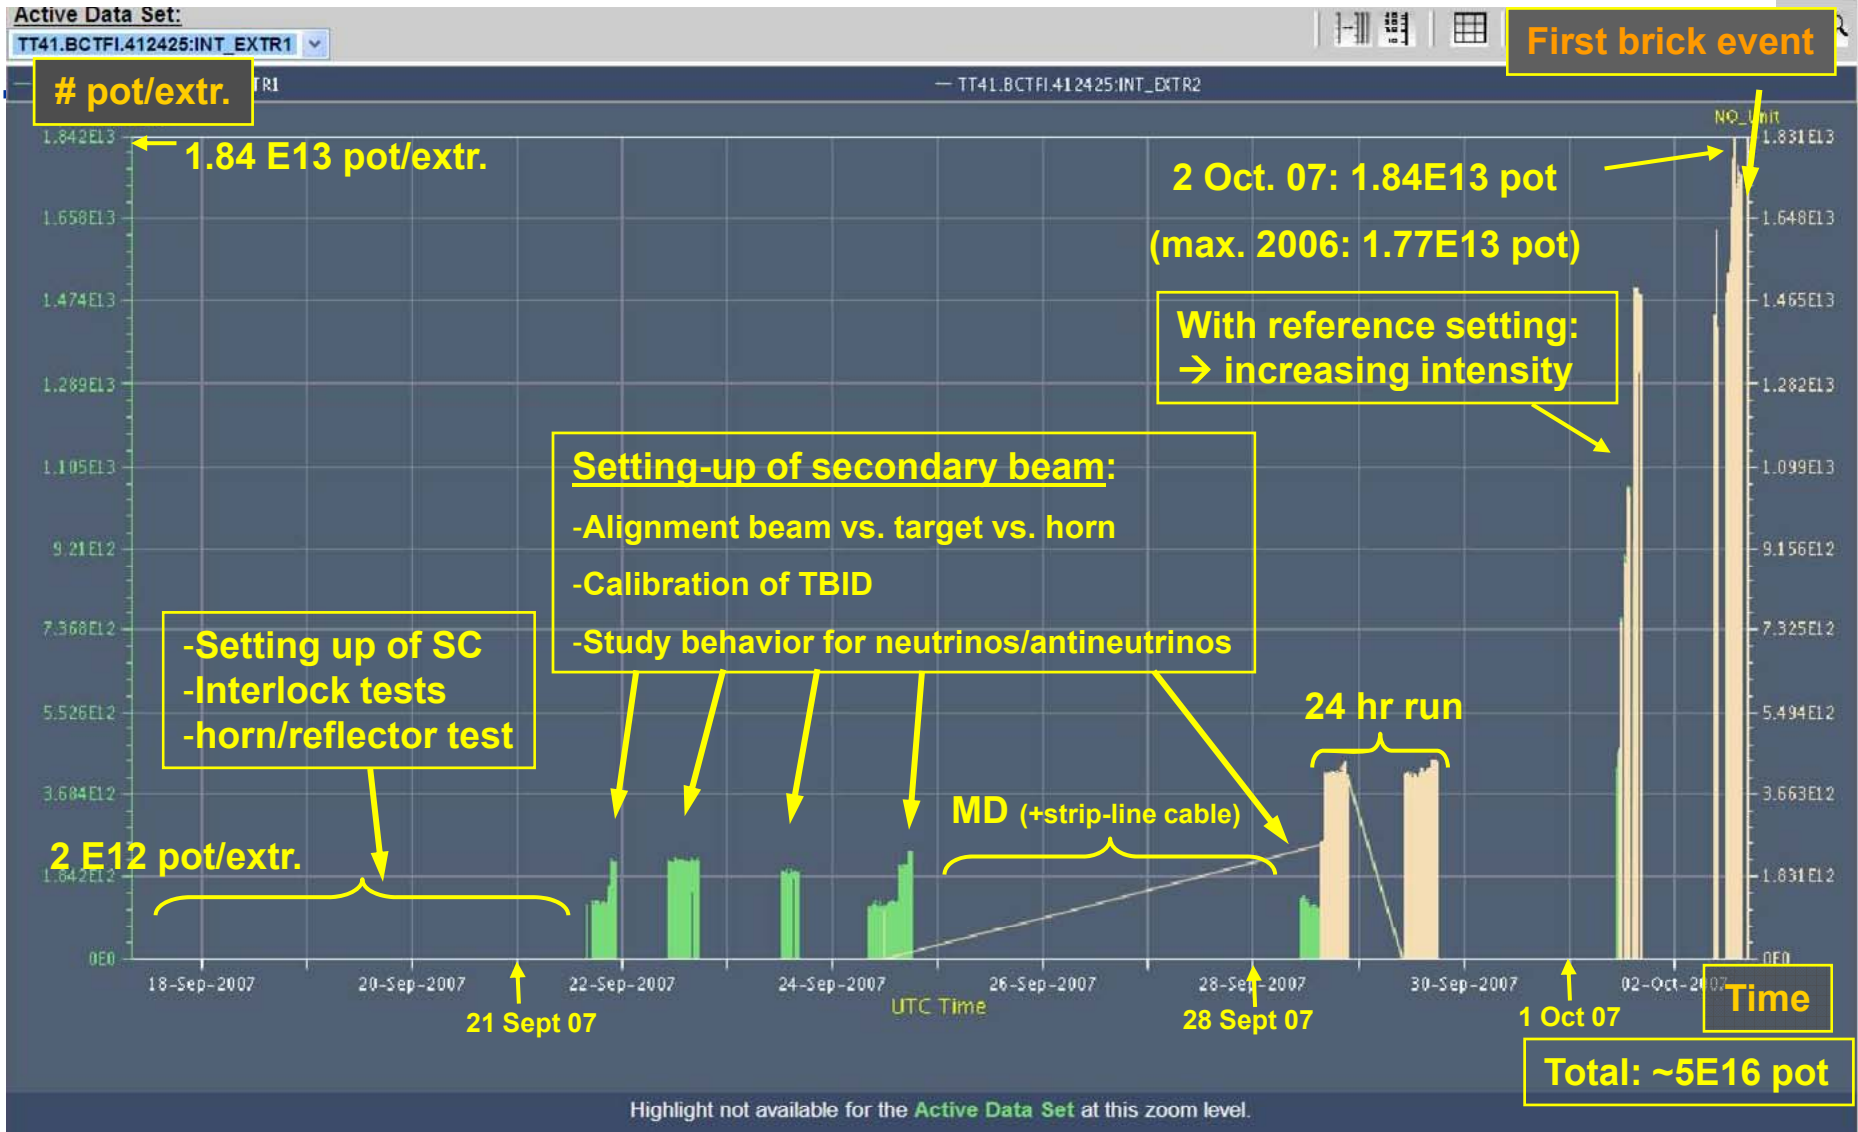 Active Data Set:
TT41.BCTFI.412425:INT_EXTR1
First brick event
# pot/extr.
TR1
— TT41.BCTFI.412425:INT_EXTR2
NO_Unit
1.842E13
1.658E13
1.474E13
1.289E13
1.105E13
9.21E12
7.368E12
5.526E12
3.684E12
1.842E12
0E0
1.831E13
1.648E13
1.465E13
1.282E13
1.099E13
9.156E12
7.325E12
5.494E12
3.663E12
1.831E12
0E0
1.84 E13 pot/extr.
2 Oct. 07: 1.84E13 pot
(max. 2006: 1.77E13 pot)
With reference setting:
→ increasing intensity
Setting-up of secondary beam:
-Alignment beam vs. target vs. horn
-Calibration of TBID
-Study behavior for neutrinos/antineutrinos
-Setting up of SC
-Interlock tests
-horn/reflector test
24 hr run
MD (+strip-line cable)
2 E12 pot/extr.
18-Sep-2007
20-Sep-2007
22-Sep-2007
24-Sep-2007
26-Sep-2007
28-Sep-2007
30-Sep-2007
02-Oct-2007
UTC Time
Time
21 Sept 07
28 Sept 07
1 Oct 07
Total: ~5E16 pot
Highlight not available for the Active Data Set at this zoom level.